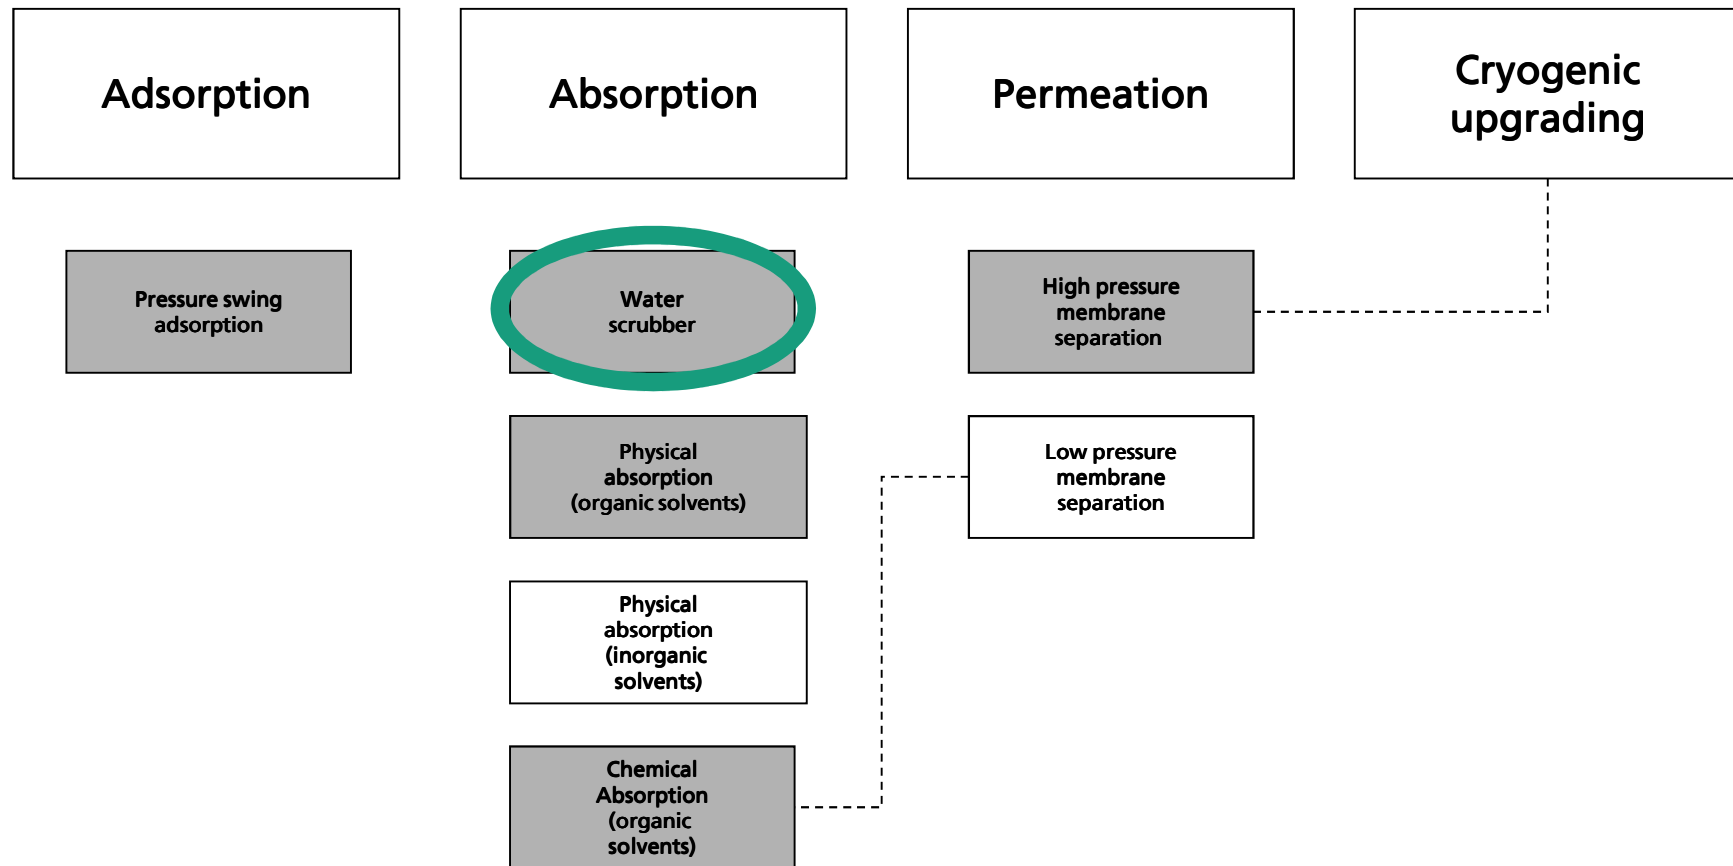 Adsorption
Absorption
Permeation
Cryogenic
upgrading
Pressure swing
adsorption
Water
scrubber
High pressure
membrane
separation
Physical
absorption
(organic solvents)
Low pressure
membrane
separation
Physical
absorption
(inorganic
solvents)
Chemical
Absorption
(organic
solvents)